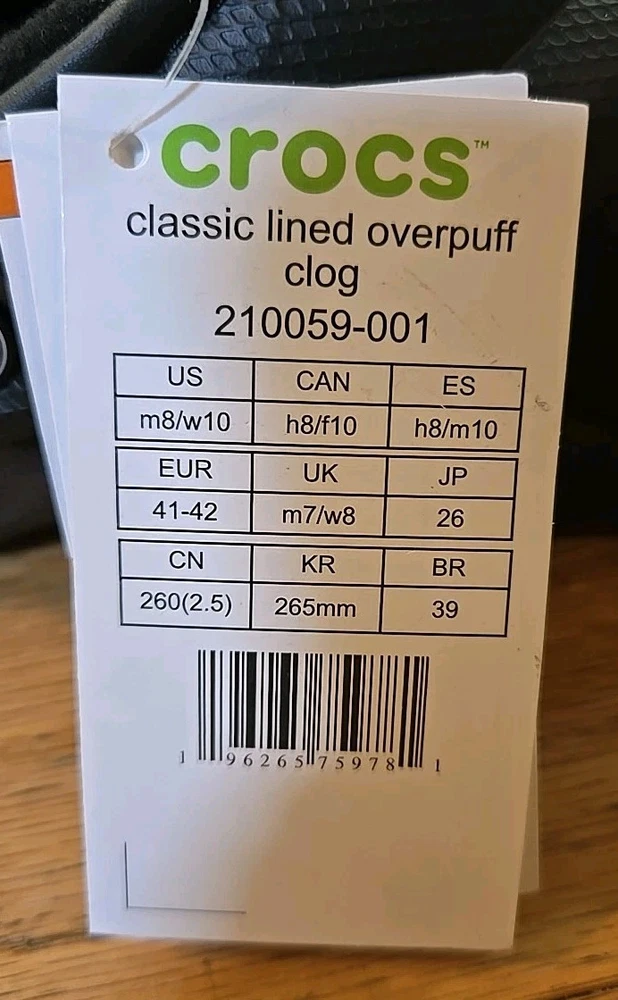 crocs™
classic lined overpuff
clog
210059-001
US CAN ES
m8/w10 h8/f10 h8/m10
EUR UK JP
41-42 m7/w8 26
CN KR BR
260(2.5) 265mm 39
1 96265 75978 1